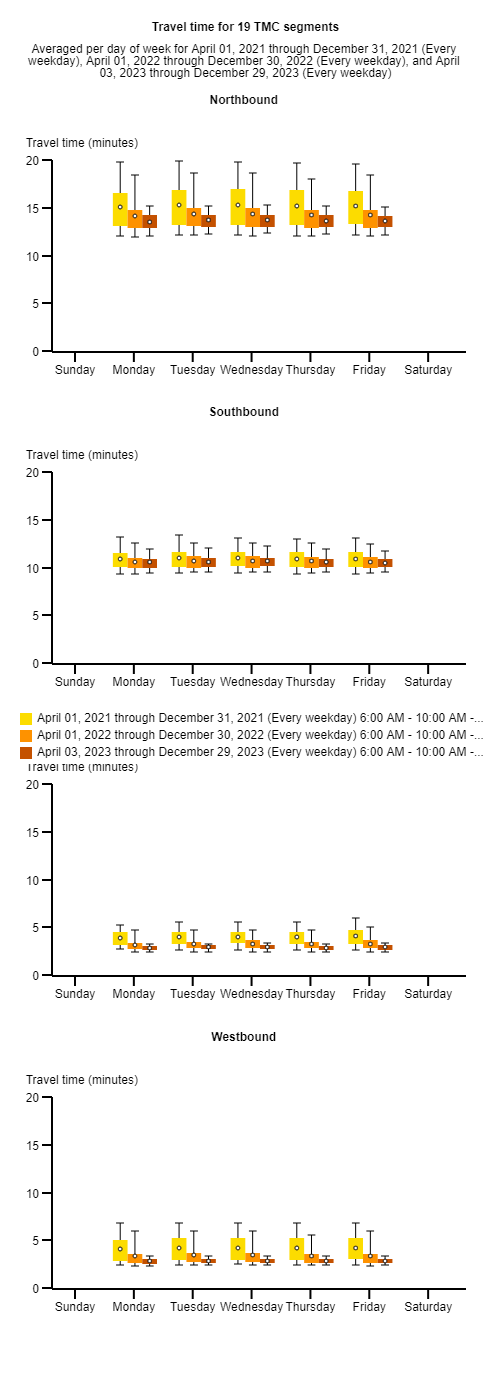 Travel time for 19 TMC segments
Averaged per day of week for April 01, 2021 through December 31, 2021 (Every
weekday), April 01, 2022 through December 30, 2022 (Every weekday), and April
03, 2023 through December 29, 2023 (Every weekday)
Northbound
Travel time (minutes)
20
15
10
5
0
Sunday Monday Tuesday Wednesday Thursday Friday Saturday
Southbound
Travel time (minutes)
20
15
10
5
0
Sunday Monday Tuesday Wednesday Thursday Friday Saturday
April 01, 2021 through December 31, 2021 (Every weekday) 6:00 AM - 10:00 AM -...
April 01, 2022 through December 30, 2022 (Every weekday) 6:00 AM - 10:00 AM -...
April 03, 2023 through December 29, 2023 (Every weekday) 6:00 AM - 10:00 AM -...
Travel time (minutes)
20
15
10
5
0
Sunday Monday Tuesday Wednesday Thursday Friday Saturday
Westbound
Travel time (minutes)
20
15
10
5
0
Sunday Monday Tuesday Wednesday Thursday Friday Saturday